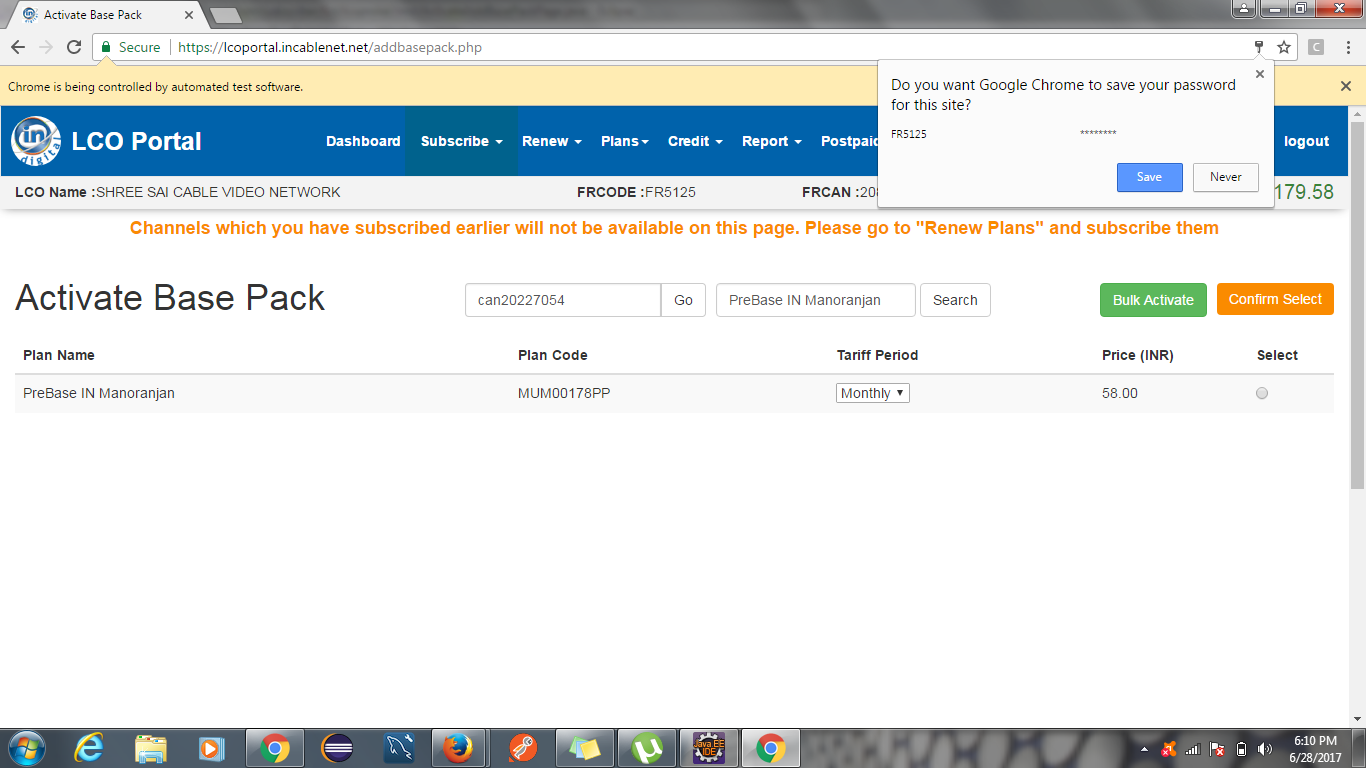 Activate Base Pack
Secure
https://lcoportal.incablenet.net/addbasepack.php
C
Chrome is being controlled by automated test software.
Do you want Google Chrome to save your password
for this site?
FR5125 ********
Save Never
in
digital
LCO Portal
Dashboard Subscribe Renew Plans Credit Report Postpaid logout
LCO Name :SHREE SAI CABLE VIDEO NETWORK FRCODE :FR5125 FRCAN :208 179.58
Channels which you have subscribed earlier will not be available on this page. Please go to "Renew Plans" and subscribe them
Activate Base Pack
can20227054 Go PreBase IN Manoranjan Search Bulk Activate Confirm Select
Plan Name Plan Code Tariff Period Price (INR) Select
PreBase IN Manoranjan MUM00178PP Monthly 58.00
Java EE
IDE
6:10 PM
6/28/2017